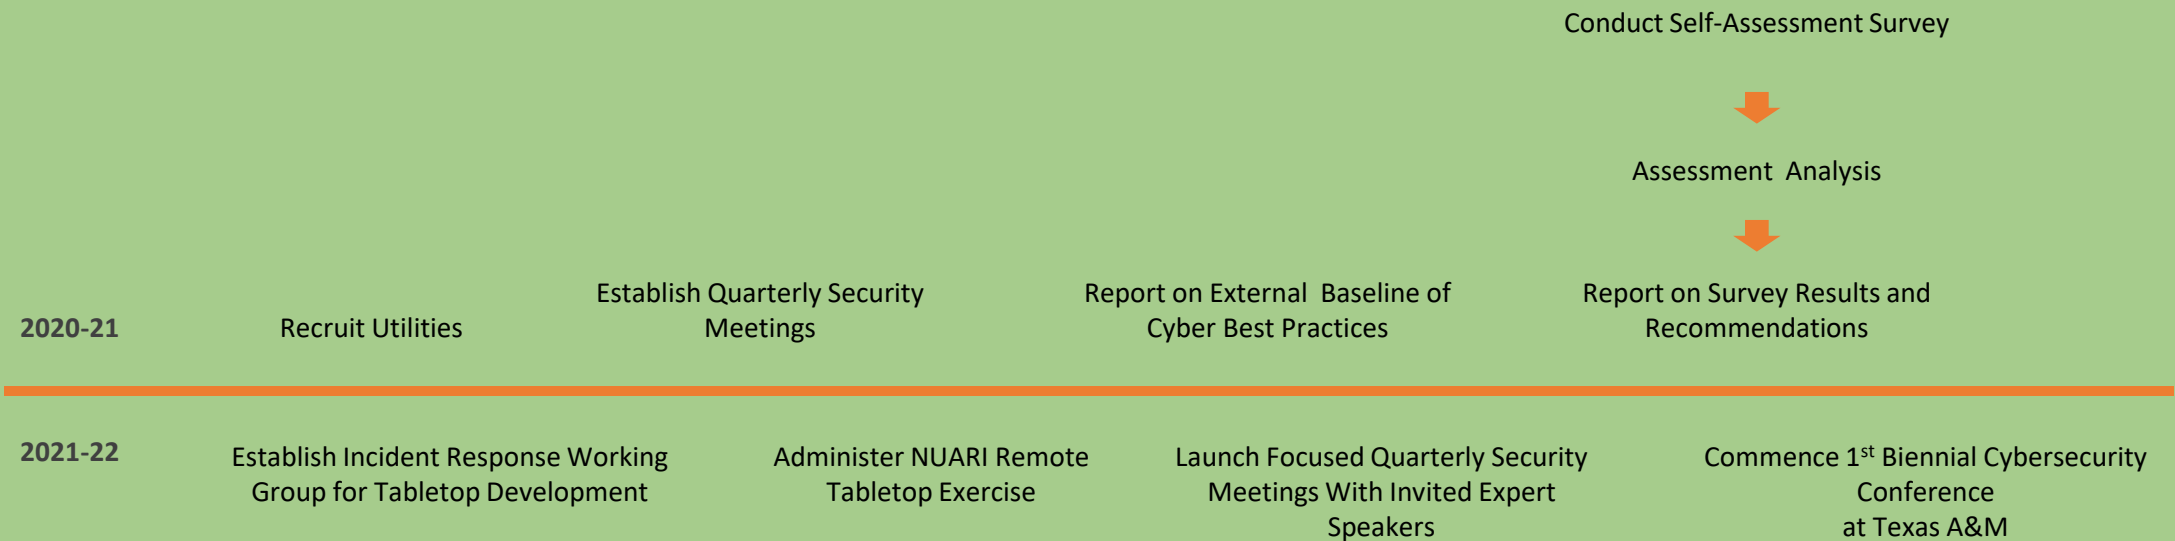 Conduct Self-Assessment Survey
Assessment Analysis
2020-21
Recruit Utilities
Establish Quarterly Security
Meetings
Report on External Baseline of
Cyber Best Practices
Report on Survey Results and
Recommendations
2021-22
Establish Incident Response Working
Group for Tabletop Development
Administer NUARI Remote
Tabletop Exercise
Launch Focused Quarterly Security
Meetings With Invited Expert
Speakers
Commence 1st Biennial Cybersecurity
Conference
at Texas A&M